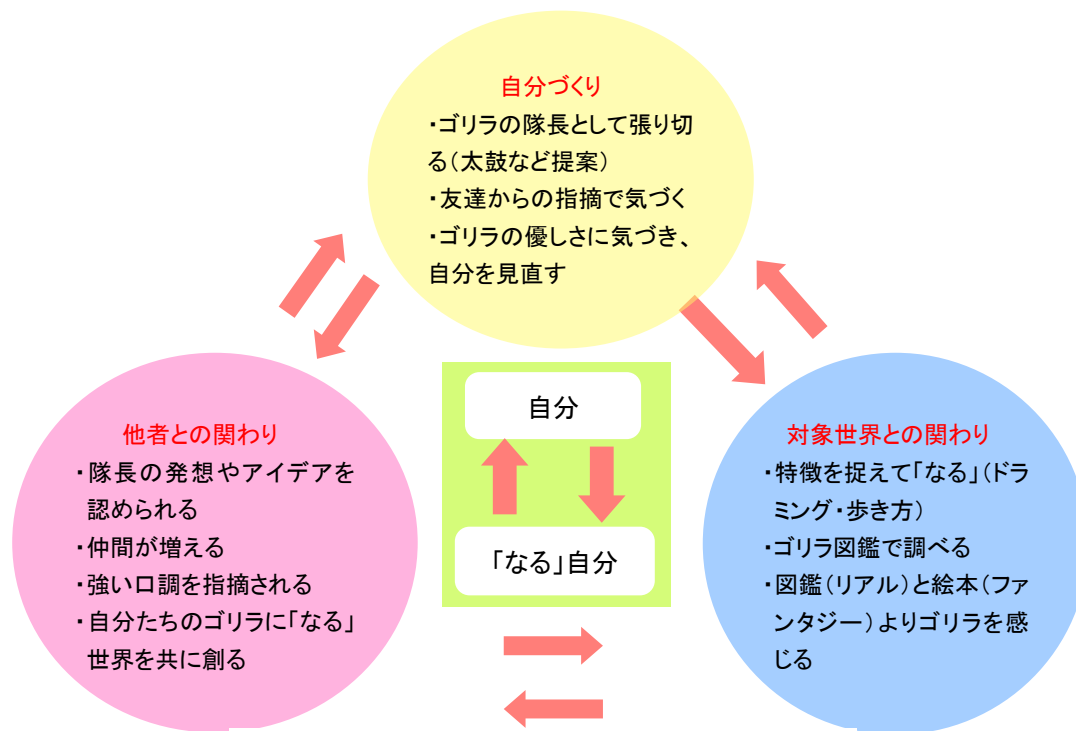 自分づくり
・ゴリラの隊長として張り切
る(太鼓など提案)
・友達からの指摘で気づく
・ゴリラの優しさに気づき、
自分を見直す
他者との関わり
・隊長の発想やアイデアを
認められる
・仲間が増える
・強い口調を指摘される
・自分たちのゴリラに「なる」
世界を共に創る
自分
「なる」自分
対象世界との関わり
・特徴を捉えて「なる」(ドラ
ミング・歩き方)
・ゴリラ図鑑で調べる
・図鑑(リアル)と絵本(ファ
ンタジー)よりゴリラを感
じる